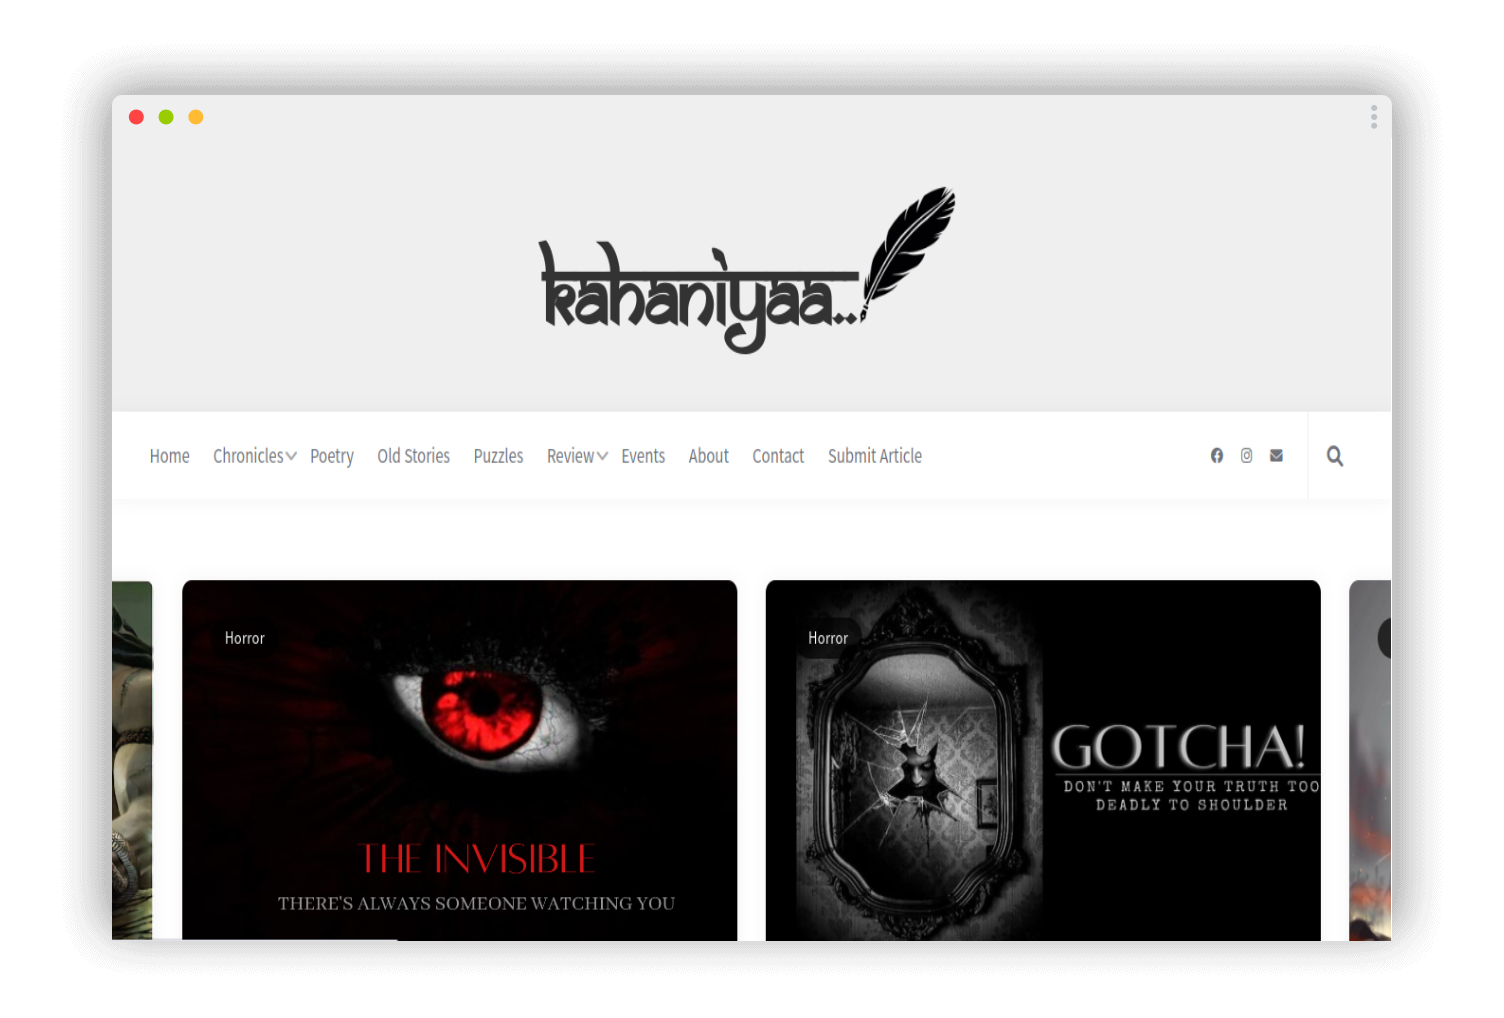 kahaniyaa..
Home Chronicles Poetry Old Stories Puzzles Review Events About Contact Submit Article
Horror
THE INVISIBLE
THERE'S ALWAYS SOMEONE WATCHING YOU
Horror
GOTCHA!
DON'T MAKE YOUR TRUTH TOO
DEADLY TO SHOULDER